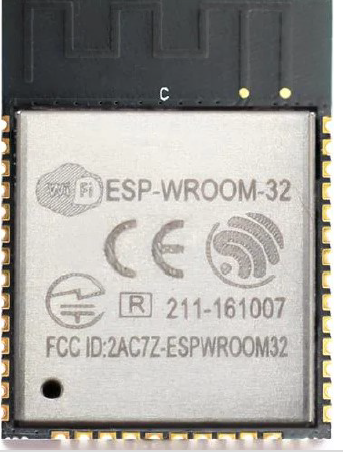 C
Wi Fi ESP-WROOM-32
CE
R 211-161007
FCC ID:2AC7Z-ESPWROOM32